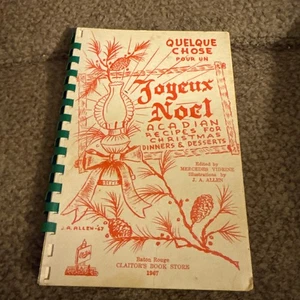 QUELQUE
CHOSE
POUR UN
Joyeux
Noel
ACADIAN
RECIPES FOR
CHRISTMAS
DINNERS & DESSERTS
Edited by
MERCEDES VIDRINE
Illustrations by
J. A. ALLEN
J.A. ALLEN-67
Baton Rouge
CLAITOR'S BOOK STORE
1967